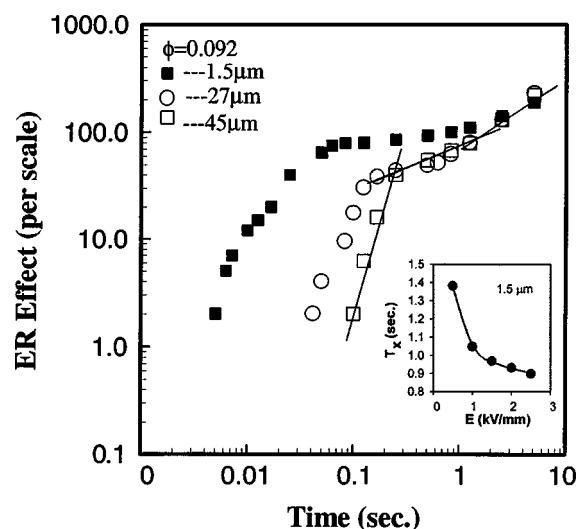 1000.0
ϕ=0.092
■ ---1.5μm
○ ---27μm
□ ---45μm
100.0
10.0
1.0
0.1
ER Effect (per scale)
0 0.01 0.1 1 10
Time (sec.)
1.5 μm
1.5
1.4
1.3
1.2
1.1
1.0
0.9
0.8
Tx (sec.)
0 1 2 3
E (kV/mm)